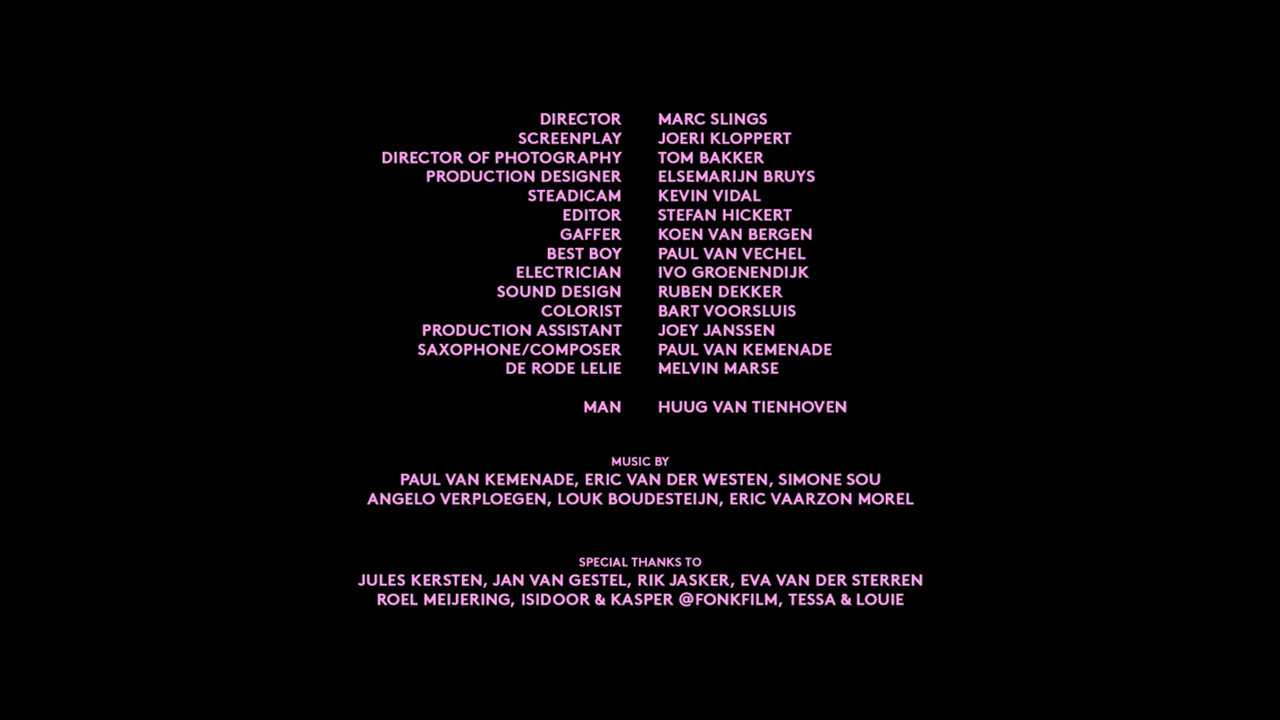 DIRECTOR MARC SLINGS
SCREENPLAY JOERI KLOPPERT
DIRECTOR OF PHOTOGRAPHY TOM BAKKER
PRODUCTION DESIGNER ELSEMARIJN BRUYS
STEADICAM KEVIN VIDAL
EDITOR STEFAN HICKERT
GAFFER KOEN VAN BERGEN
BEST BOY PAUL VAN VECHEL
ELECTRICIAN IVO GROENENDIJK
SOUND DESIGN RUBEN DEKKER
COLORIST BART VOORSLUIS
PRODUCTION ASSISTANT JOEY JANSSEN
SAXOPHONE/COMPOSER PAUL VAN KEMENADE
DE RODE LELIE MELVIN MARSE
MAN HUUG VAN TIENHOVEN
MUSIC BY
PAUL VAN KEMENADE, ERIC VAN DER WESTEN, SIMONE SOU
ANGELO VERPLOEGEN, LOUK BOUDESTEIJN, ERIC VAARZON MOREL
SPECIAL THANKS TO
JULES KERSTEN, JAN VAN GESTEL, RIK JASKER, EVA VAN DER STERREN
ROEL MEIJERING, ISIDOOR & KASPER @FONKFILM, TESSA & LOUIE